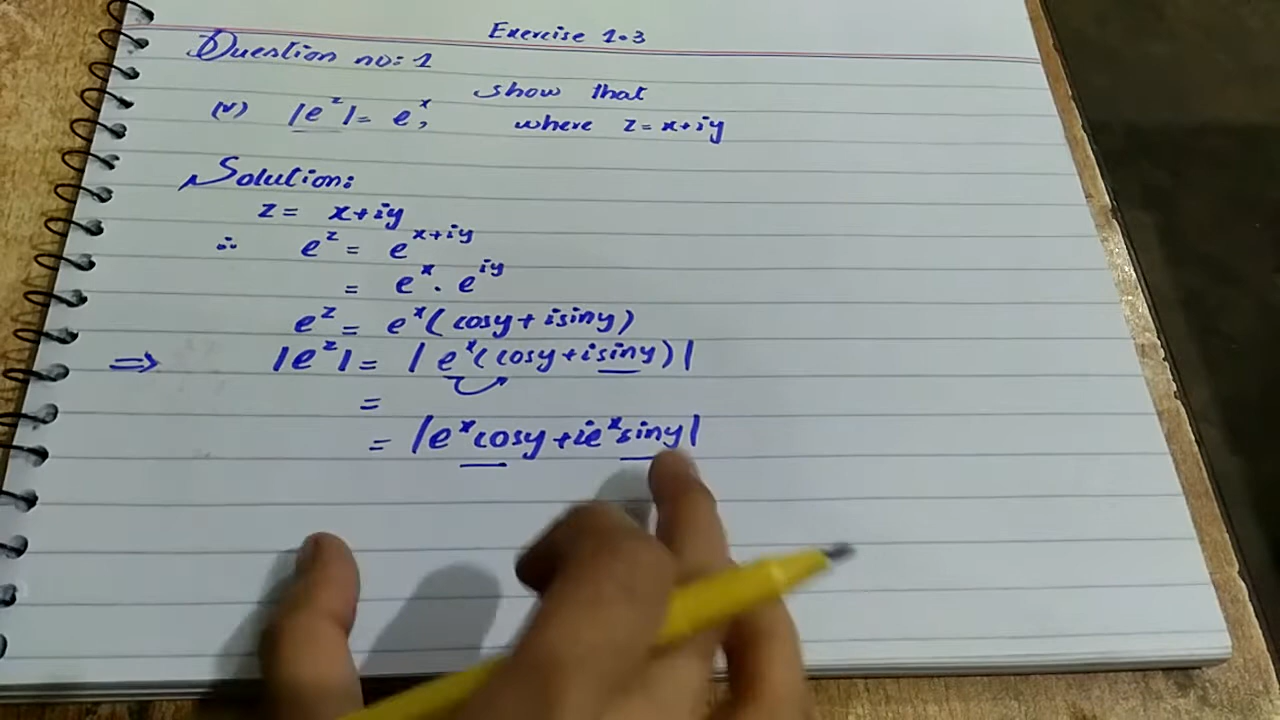 Exercise 1.3
Question no: 1
show that
(v) |e^z| = e^x, where z = x+iy
Solution:
z = x+iy
∴ e^z = e^{x+iy}
= e^x . e^{iy}
e^z = e^x (cosy + isiny)
⇒ |e^z| = | e^x (cosy + isiny) |
=
= |e^x cosy + ie^x siny|